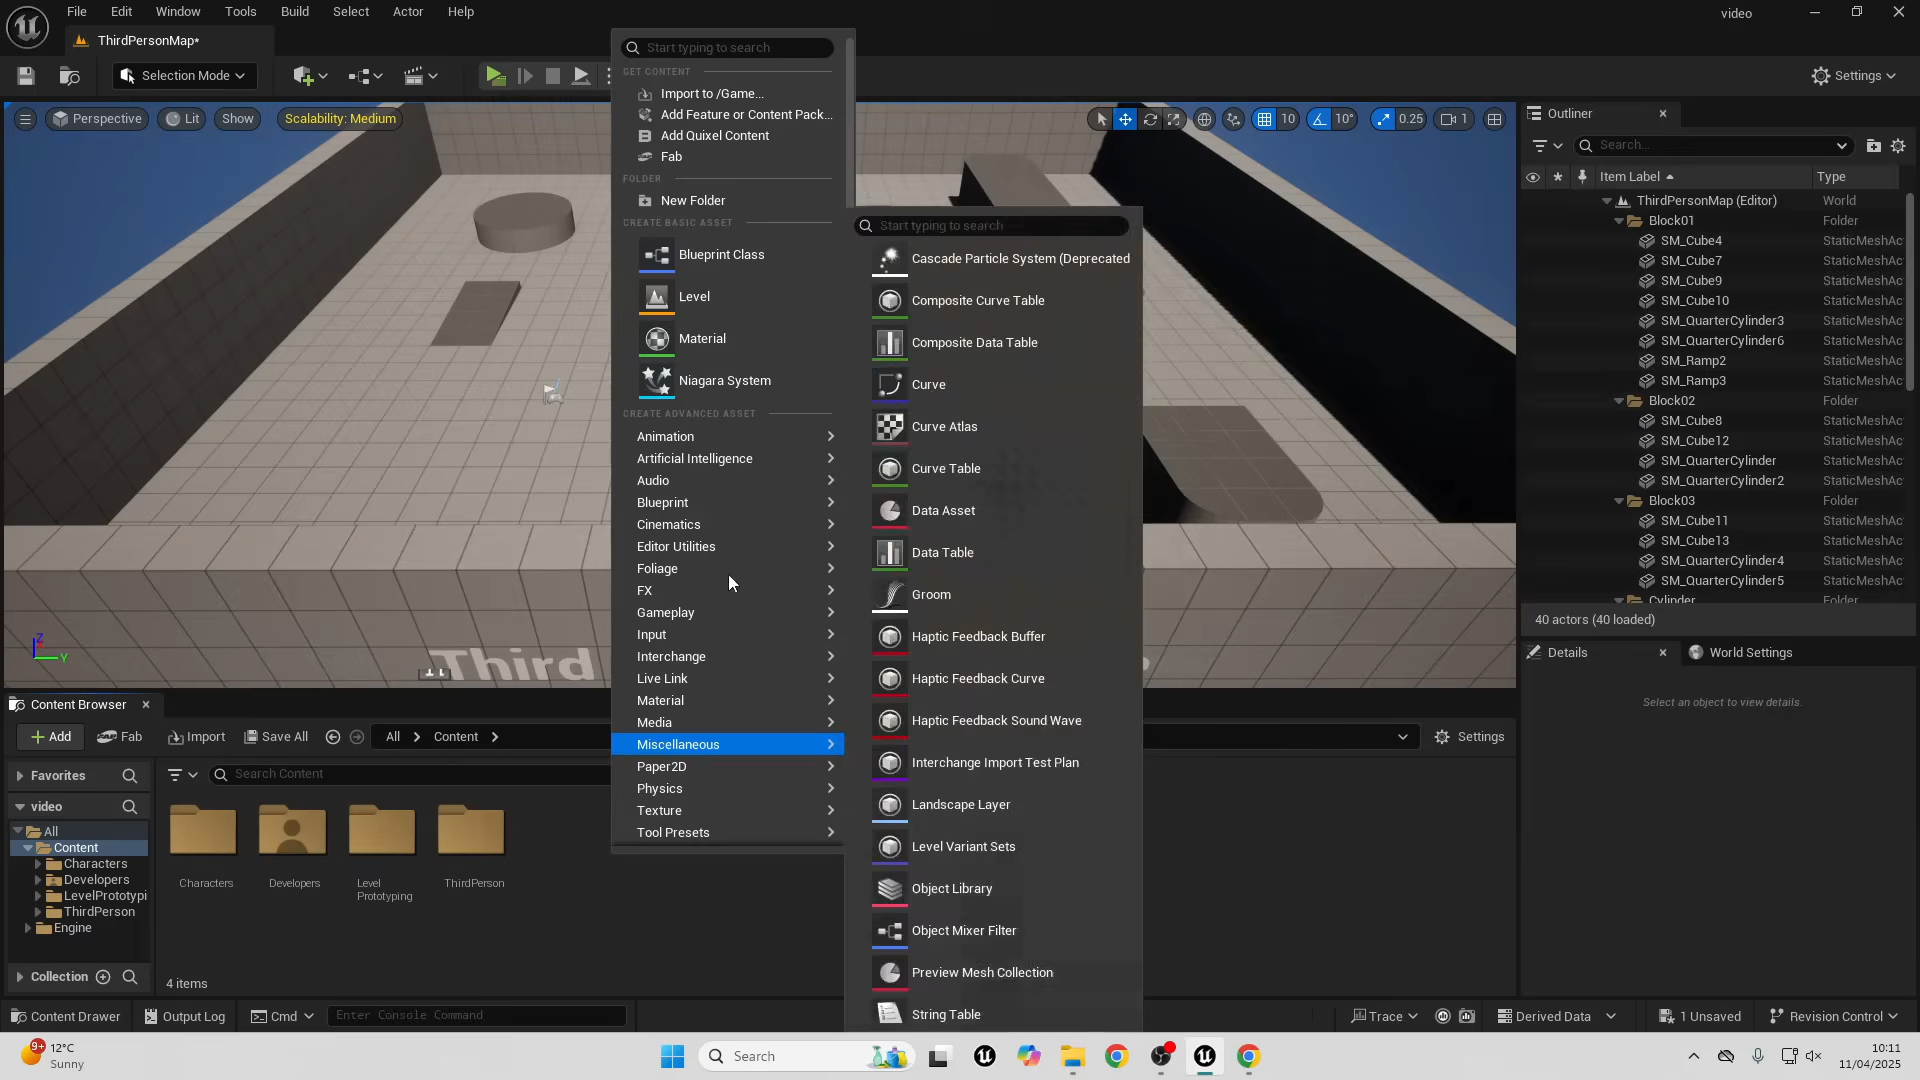 File Edit Window Tools Build Select Actor Help
video
ThirdPersonMap*
Selection Mode
Settings
Perspective
Lit
Show
Scalability: Medium
10
10°
0.25
1
Start typing to search
GET CONTENT
Import to /Game...
Add Feature or Content Pack...
Add Quixel Content
Fab
FOLDER
New Folder
CREATE BASIC ASSET
Blueprint Class
Level
Material
Niagara System
CREATE ADVANCED ASSET
Animation
Artificial Intelligence
Audio
Blueprint
Cinematics
Editor Utilities
Foliage
FX
Gameplay
Input
Interchange
Live Link
Material
Media
Miscellaneous
Paper2D
Physics
Texture
Tool Presets
Start typing to search
Cascade Particle System (Deprecated
Composite Curve Table
Composite Data Table
Curve
Curve Atlas
Curve Table
Data Asset
Data Table
Groom
Haptic Feedback Buffer
Haptic Feedback Curve
Haptic Feedback Sound Wave
Interchange Import Test Plan
Landscape Layer
Level Variant Sets
Object Library
Object Mixer Filter
Preview Mesh Collection
String Table
Outliner
Search...
Item Label Type
ThirdPersonMap (Editor) World
Block01 Folder
SM_Cube4 StaticMeshAc
SM_Cube7 StaticMeshAc
SM_Cube9 StaticMeshAc
SM_Cube10 StaticMeshAc
SM_QuarterCylinder3 StaticMeshAc
SM_QuarterCylinder6 StaticMeshAc
SM_Ramp2 StaticMeshAc
SM_Ramp3 StaticMeshAc
Block02 Folder
SM_Cube8 StaticMeshAc
SM_Cube12 StaticMeshAc
SM_QuarterCylinder StaticMeshAc
SM_QuarterCylinder2 StaticMeshAc
Block03 Folder
SM_Cube11 StaticMeshAc
SM_Cube13 StaticMeshAc
SM_QuarterCylinder4 StaticMeshAc
SM_QuarterCylinder5 StaticMeshAc
Cylinder Folder
40 actors (40 loaded)
Details
World Settings
Select an object to view details.
Z
Y
Third
Content Browser
Add
Fab
Import
Save All
All
Content
Settings
Favorites
Search Content
video
All
Content
Characters
Developers
LevelPrototypi
ThirdPerson
Engine
Collection
Characters
Developers
Level
Prototyping
ThirdPerson
4 items
Content Drawer
Output Log
Cmd
Enter Console Command
Trace
Derived Data
1 Unsaved
Revision Control
9+
12°C
Sunny
Search
10:11
11/04/2025